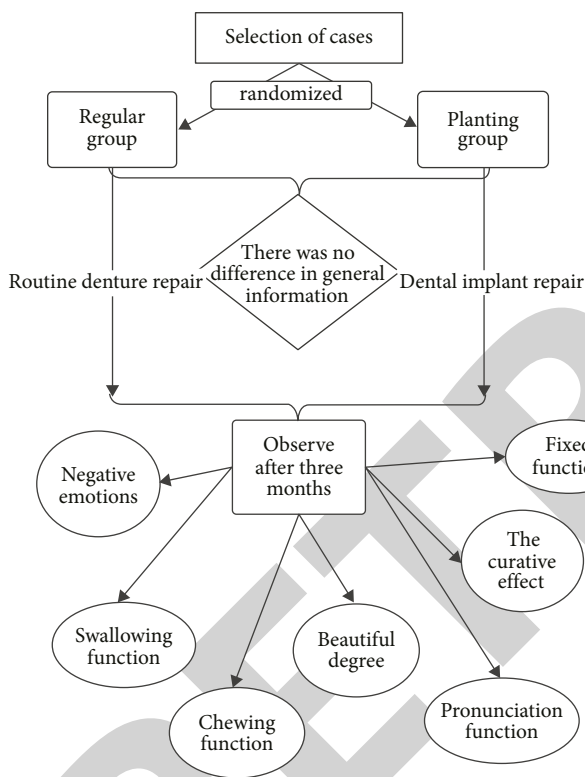 Selection of cases
randomized
Regular
group
Planting
group
There was no
difference in general
information
Routine denture repair
Dental implant repair
Observe
after three
months
Negative
emotions
Fixed
functio
The
curative
effect
Swallowing
function
Beautiful
degree
Chewing
function
Pronunciation
function